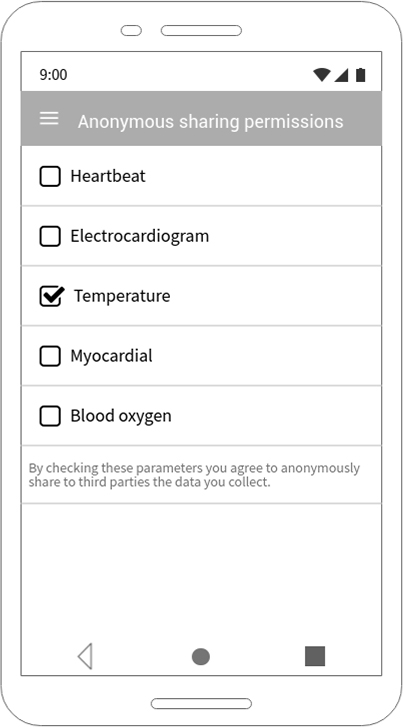 9:00
Anonymous sharing permissions
Heartbeat
Electrocardiogram
Temperature
Myocardial
Blood oxygen
By checking these parameters you agree to anonymously
share to third parties the data you collect.